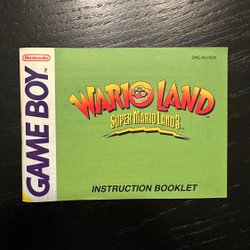 Nintendo
GAME BOY
WARIO LAND
SUPER MARIO LAND 3
INSTRUCTION BOOKLET